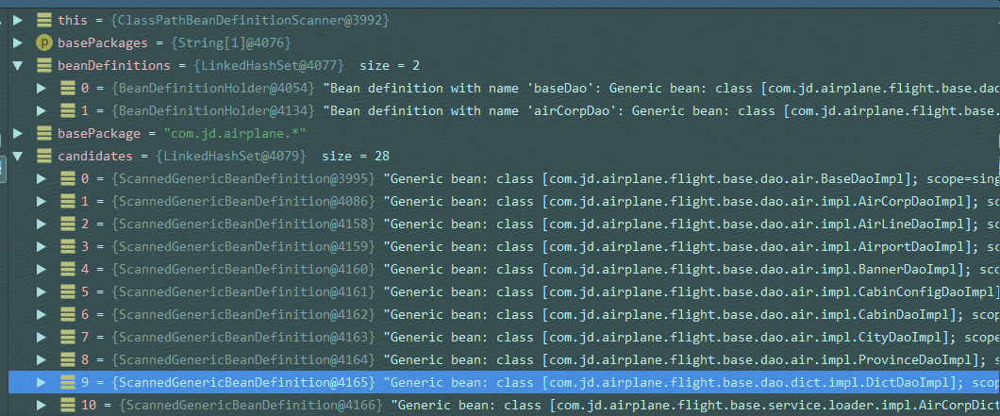 this = {ClassPathBeanDefinitionScanner@3992}
p basePackages = {String[1]@4076}
beanDefinitions = {LinkedHashSet@4077} size = 2
0 = {BeanDefinitionHolder@4054} "Bean definition with name 'baseDao': Generic bean: class [com.jd.airplane.flight.base.dao
1 = {BeanDefinitionHolder@4134} "Bean definition with name 'airCorpDao': Generic bean: class [com.jd.airplane.flight.base.
basePackage = "com.jd.airplane.*"
candidates = {LinkedHashSet@4079} size = 28
0 = {ScannedGenericBeanDefinition@3995} "Generic bean: class [com.jd.airplane.flight.base.dao.air.BaseDaoImpl]; scope=sing
1 = {ScannedGenericBeanDefinition@4086} "Generic bean: class [com.jd.airplane.flight.base.dao.air.impl.AirCorpDaoImpl]; sc
2 = {ScannedGenericBeanDefinition@4158} "Generic bean: class [com.jd.airplane.flight.base.dao.air.impl.AirLineDaoImpl]; sc
3 = {ScannedGenericBeanDefinition@4159} "Generic bean: class [com.jd.airplane.flight.base.dao.air.impl.AirportDaoImpl]; sc
4 = {ScannedGenericBeanDefinition@4160} "Generic bean: class [com.jd.airplane.flight.base.dao.air.impl.BannerDaoImpl]; sco
5 = {ScannedGenericBeanDefinition@4161} "Generic bean: class [com.jd.airplane.flight.base.dao.air.impl.CabinConfigDaoImpl]
6 = {ScannedGenericBeanDefinition@4162} "Generic bean: class [com.jd.airplane.flight.base.dao.air.impl.CabinDaoImpl]; scop
7 = {ScannedGenericBeanDefinition@4163} "Generic bean: class [com.jd.airplane.flight.base.dao.air.impl.CityDaoImpl]; scope
8 = {ScannedGenericBeanDefinition@4164} "Generic bean: class [com.jd.airplane.flight.base.dao.air.impl.ProvinceDaoImpl]; s
9 = {ScannedGenericBeanDefinition@4165} "Generic bean: class [com.jd.airplane.flight.base.dao.dict.impl.DictDaoImpl]; scop
10 = {ScannedGenericBeanDefinition@4166} "Generic bean: class [com.jd.airplane.flight.base.service.loader.impl.AirCorpDict